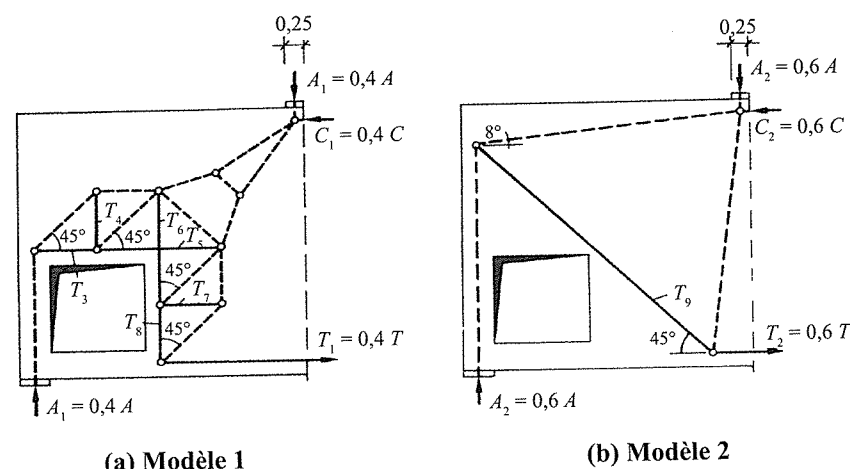 0,25
A₁ = 0,4 A
C₁ = 0,4 C
T₄
T₆
45°
45°
T₅
T₃
45°
T₇
T₈
45°
T₁ = 0,4 T
A₁ = 0,4 A
(a) Modèle 1
0,25
A₂ = 0,6 A
C₂ = 0,6 C
8°
T₉
45°
T₂ = 0,6 T
A₂ = 0,6 A
(b) Modèle 2